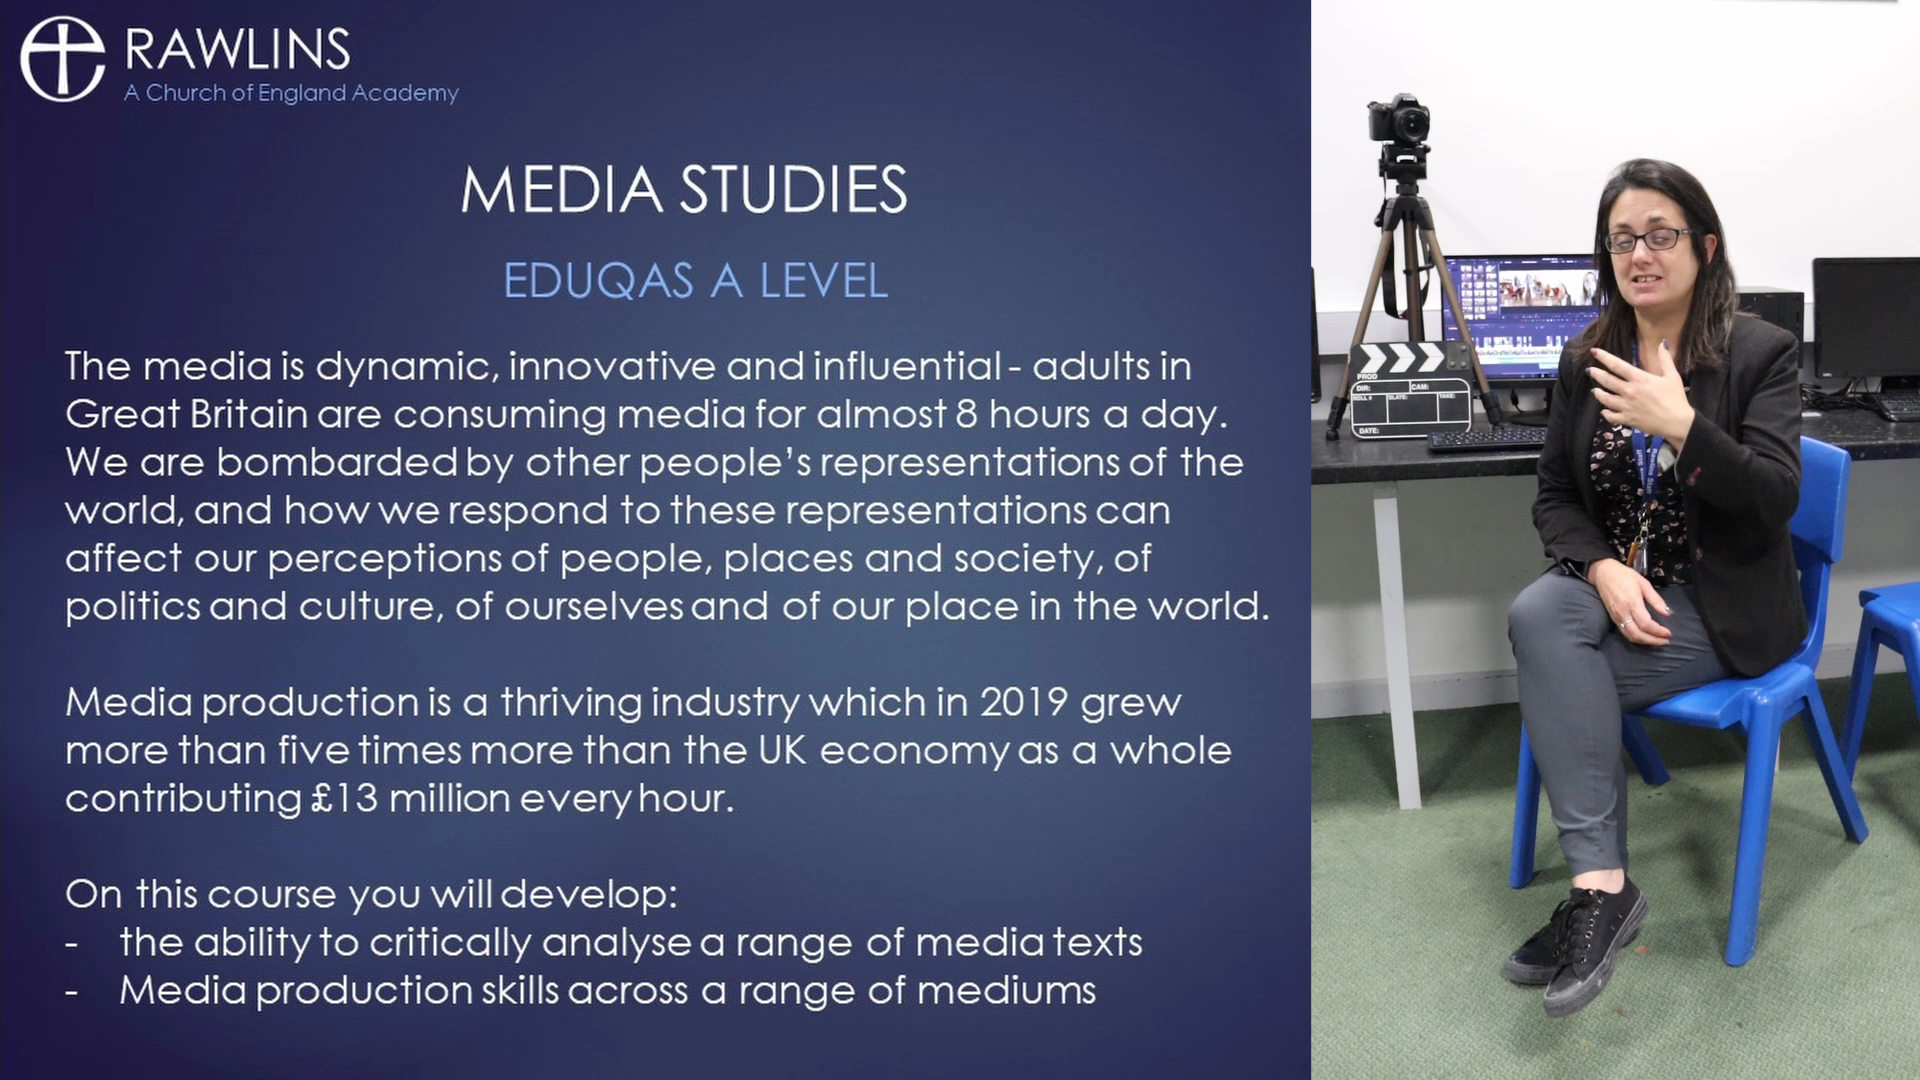 RAWLINS
A Church of England Academy
MEDIA STUDIES
EDUQAS A LEVEL
The media is dynamic, innovative and influential - adults in
Great Britain are consuming media for almost 8 hours a day.
We are bombarded by other people's representations of the
world, and how we respond to these representations can
affect our perceptions of people, places and society, of
politics and culture, of ourselves and of our place in the world.
Media production is a thriving industry which in 2019 grew
more than five times more than the UK economy as a whole
contributing £13 million every hour.
On this course you will develop:
- the ability to critically analyse a range of media texts
- Media production skills across a range of mediums
PROD
DIR: CAM:
ROLL # SLATE: TAKE:
DATE:
Rawlins Staff